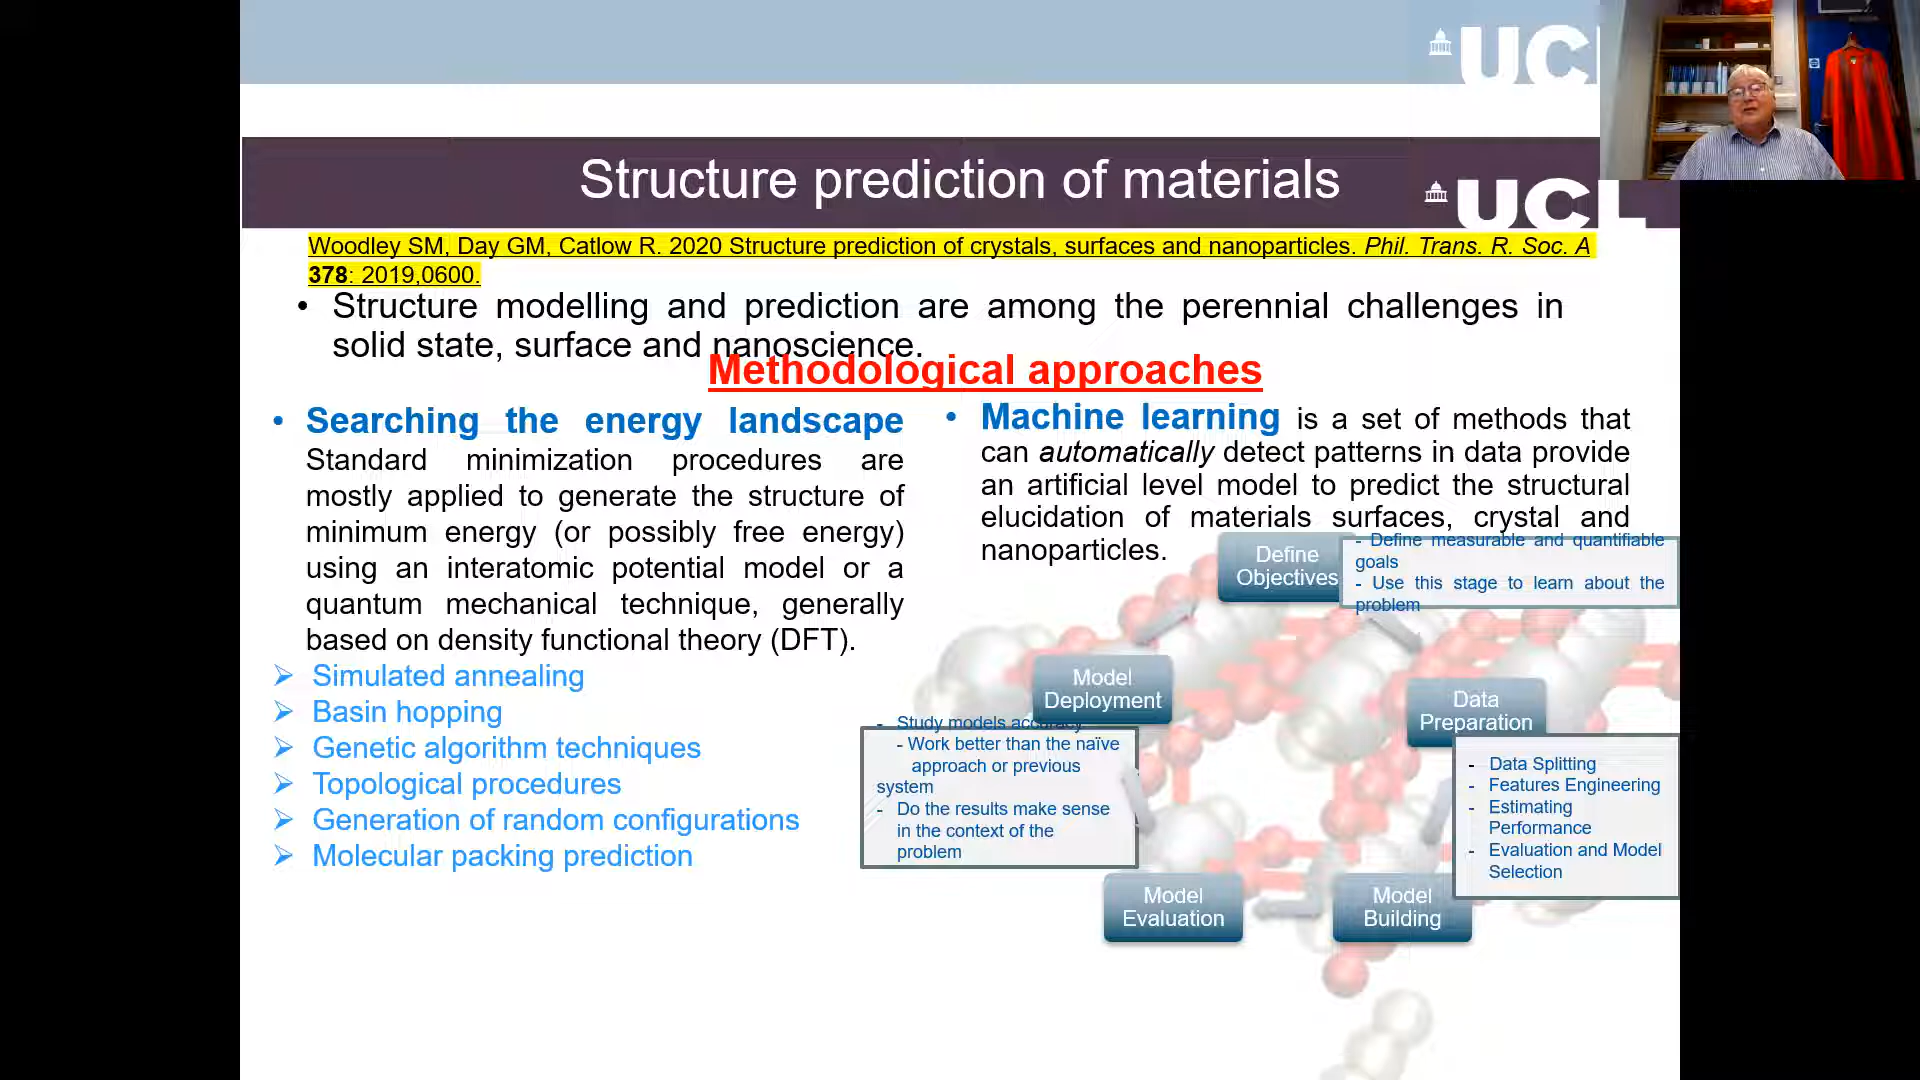 UCL
Structure prediction of materials
UCL
Woodley SM, Day GM, Catlow R. 2020 Structure prediction of crystals, surfaces and nanoparticles. Phil. Trans. R. Soc. A
378: 2019,0600.
• Structure modelling and prediction are among the perennial challenges in
solid state, surface and nanoscience.
Methodological approaches
• Searching the energy landscape
Standard minimization procedures are
mostly applied to generate the structure of
minimum energy (or possibly free energy)
using an interatomic potential model or a
quantum mechanical technique, generally
based on density functional theory (DFT).
➢ Simulated annealing
➢ Basin hopping
➢ Genetic algorithm techniques
➢ Topological procedures
➢ Generation of random configurations
➢ Molecular packing prediction
• Machine learning is a set of methods that
can automatically detect patterns in data provide
an artificial level model to predict the structural
elucidation of materials surfaces, crystal and
nanoparticles.
Define
Objectives
- Define measurable and quantifiable
goals
- Use this stage to learn about the
problem
Data
Preparation
- Data Splitting
- Features Engineering
- Estimating
Performance
- Evaluation and Model
Selection
Model
Building
Model
Evaluation
Model
Deployment
- Study models accuracy
- Work better than the naïve
approach or previous
system
- Do the results make sense
in the context of the
problem